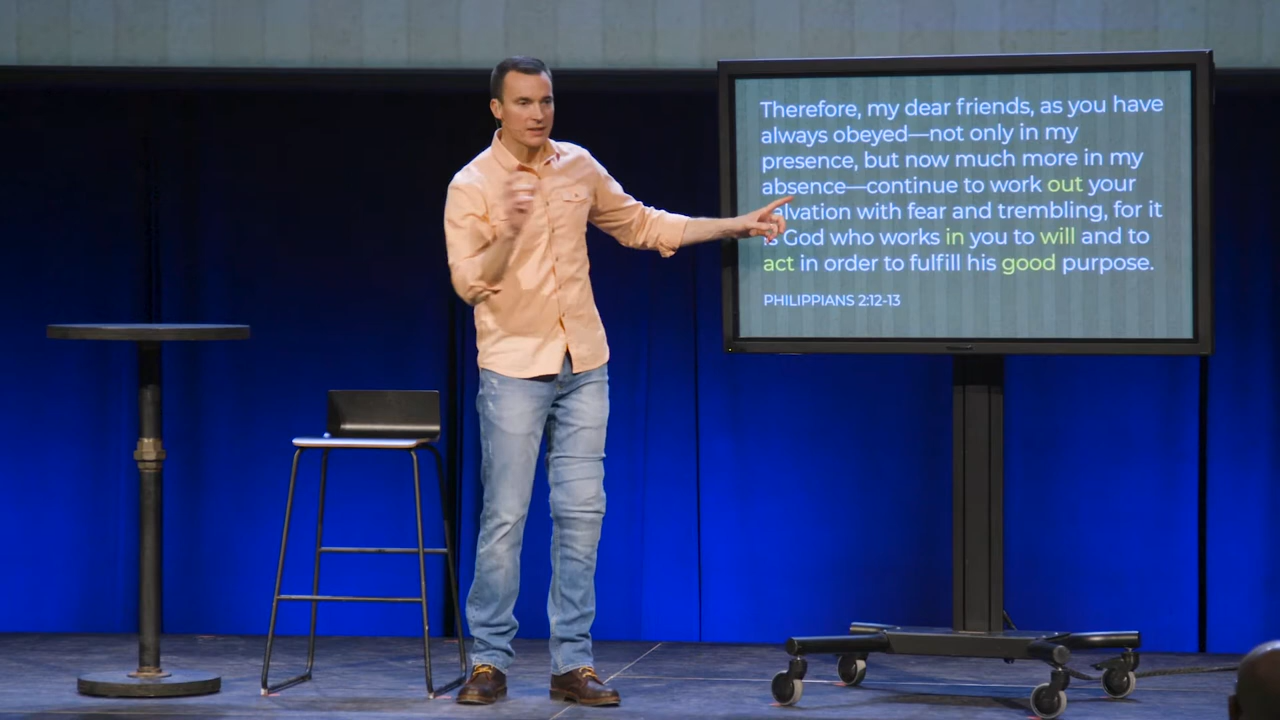 Therefore, my dear friends, as you have
always obeyed—not only in my
presence, but now much more in my
absence—continue to work out your
alvation with fear and trembling, for it
is God who works in you to will and to
act in order to fulfill his good purpose.
PHILIPPIANS 2:12-13